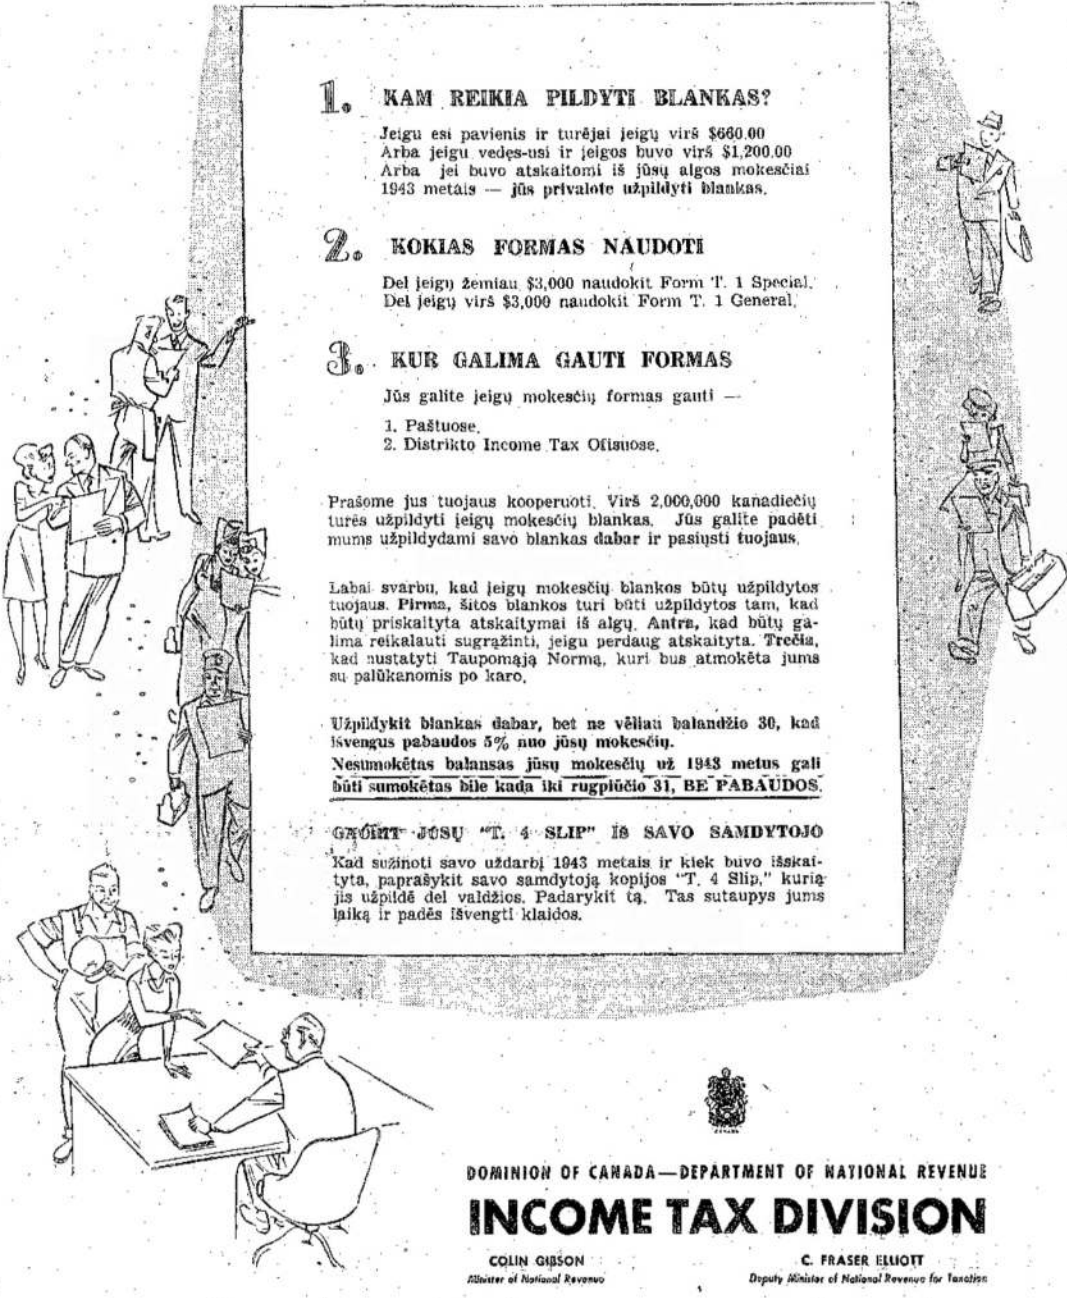 1. KAM REIKIA PILDYTI BLANKAS?
Jeigu esi pavienis ir turėjai įeigų virš $660.00
Arba jeigu vedęs-usi ir įeigos buvo virš $1,200.00
Arba jei buvo atskaitomi iš jūsų algos mokesčiai
1943 metais — jūs privalote užpildyti blankas.
2. KOKIAS FORMAS NAUDOTI
Del įeigų žemiau $3,000 naudokit Form T. 1 Special.
Del įeigų virš $3,000 naudokit Form T. 1 General.
3. KUR GALIMA GAUTI FORMAS
Jūs galite įeigų mokesčių formas gauti —
1. Paštuose.
2. Distrikto Income Tax Ofisuose.
Prašome jus tuojaus kooperuoti. Virš 2,000,000 kanadiečių
turės užpildyti įeigų mokesčių blankas. Jūs galite padėti
mums užpildydami savo blankas dabar ir pasiųsti tuojaus.
Labai svarbu, kad įeigų mokesčių blankos būtų užpildytos
tuojaus. Pirma, šitos blankos turi būti užpildytos tam, kad
būtų priskaityta atskaitymai iš algų. Antra, kad būtų ga-
lima reikalauti sugrąžinti, jeigu perdaug atskaityta. Trečia,
kad nustatyti Taupomąją Normą, kuri bus atmokėta jums
su palūkanomis po karo.
Užpildykit blankas dabar, bet ne vėliau balandžio 30, kad
išvengus pabaudos 5% nuo jūsų mokesčių.
Nesumokėtas balansas jūsų mokesčių už 1943 metus gali
būti sumokėtas bile kada iki rugpiūčio 31, BE PABAUDOS.
JŪSŲ "T. 4 SLIP" IŠ SAVO SAMDYTOJO
Kad sužinoti savo uždarbį 1943 metais ir kiek buvo išskai-
tyta, paprašykit savo samdytoją kopijos "T. 4 Slip," kurią
jis užpildė del valdžios. Padarykit tą. Tas sutaupys jums
laiką ir padės išvengti klaidos.
CANADA
DOMINION OF CANADA—DEPARTMENT OF NATIONAL REVENUE
INCOME TAX DIVISION
COLIN GIBSON
Minister of National Revenue
C. FRASER ELLIOTT
Deputy Minister of National Revenue for Taxation